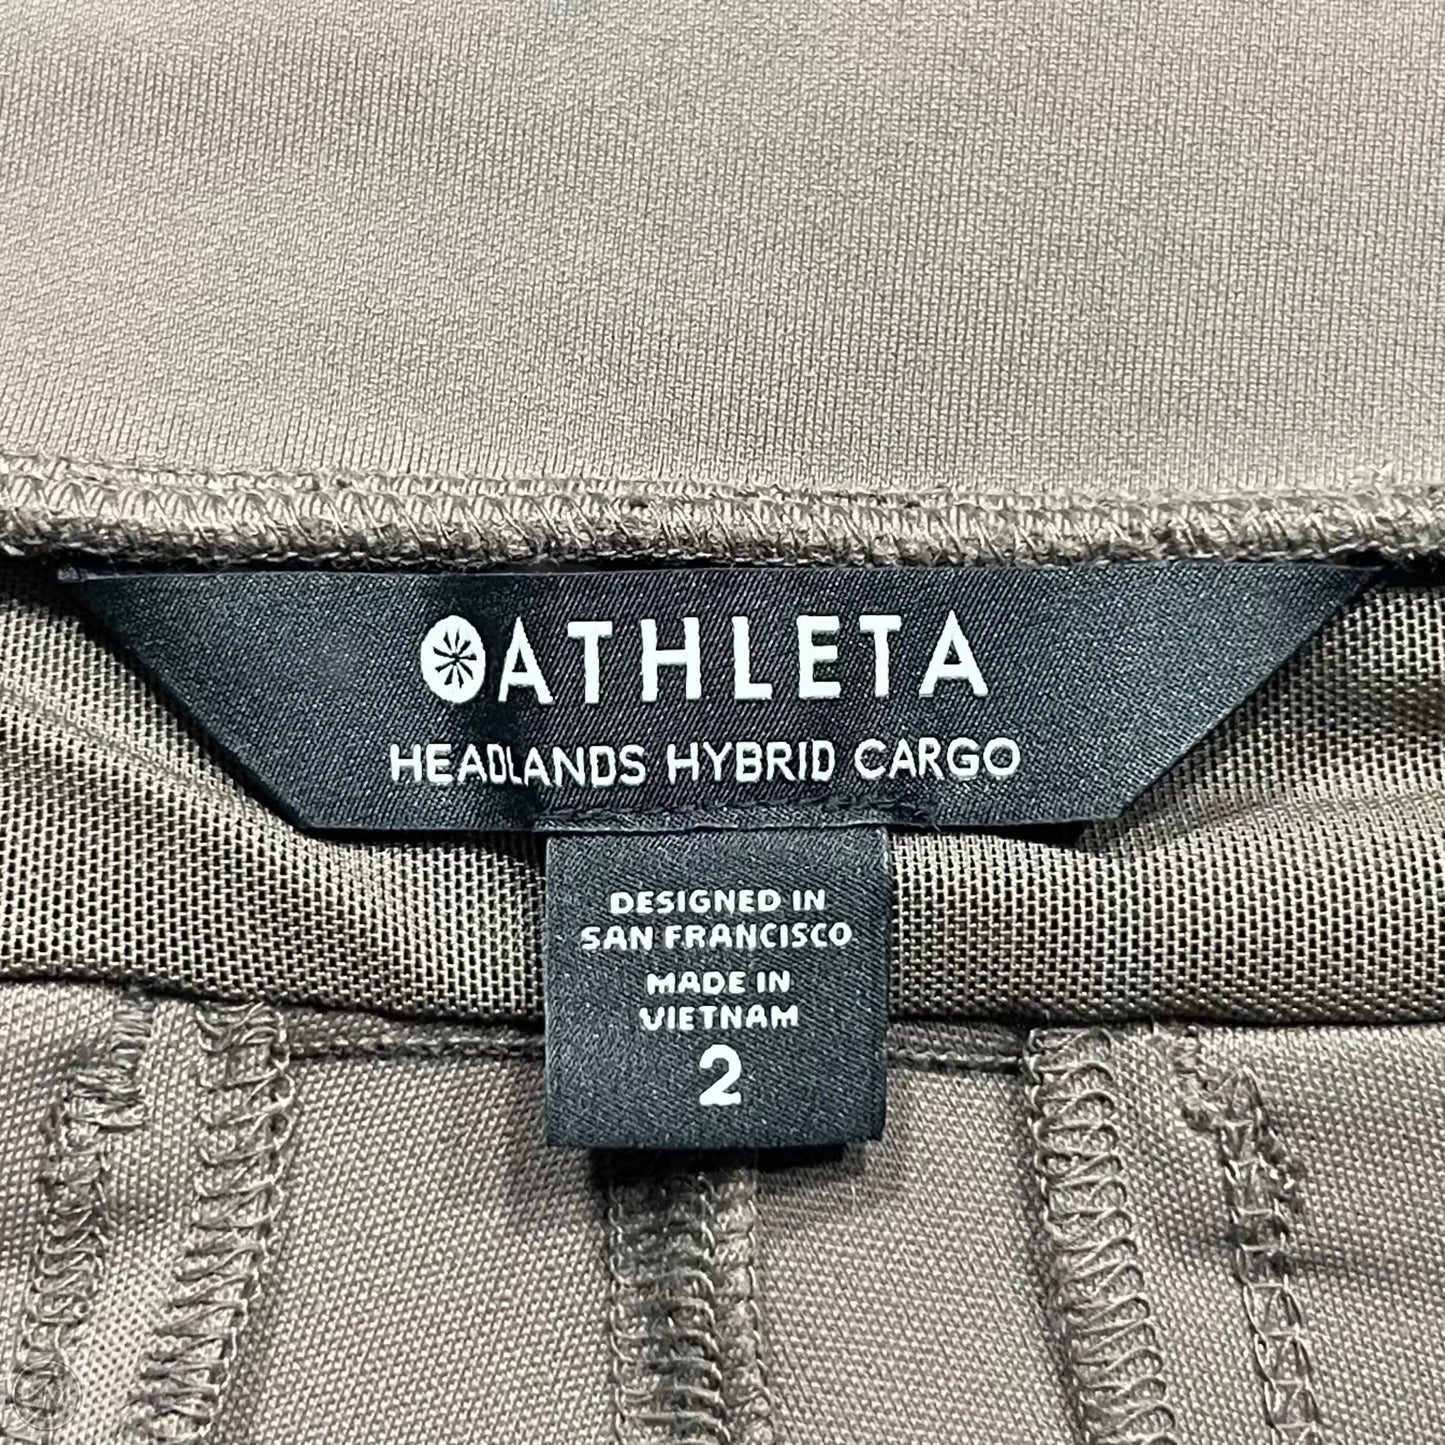 ATHLETA
HEADLANDS HYBRID CARGO
DESIGNED IN
SAN FRANCISCO
MADE IN
VIETNAM
2